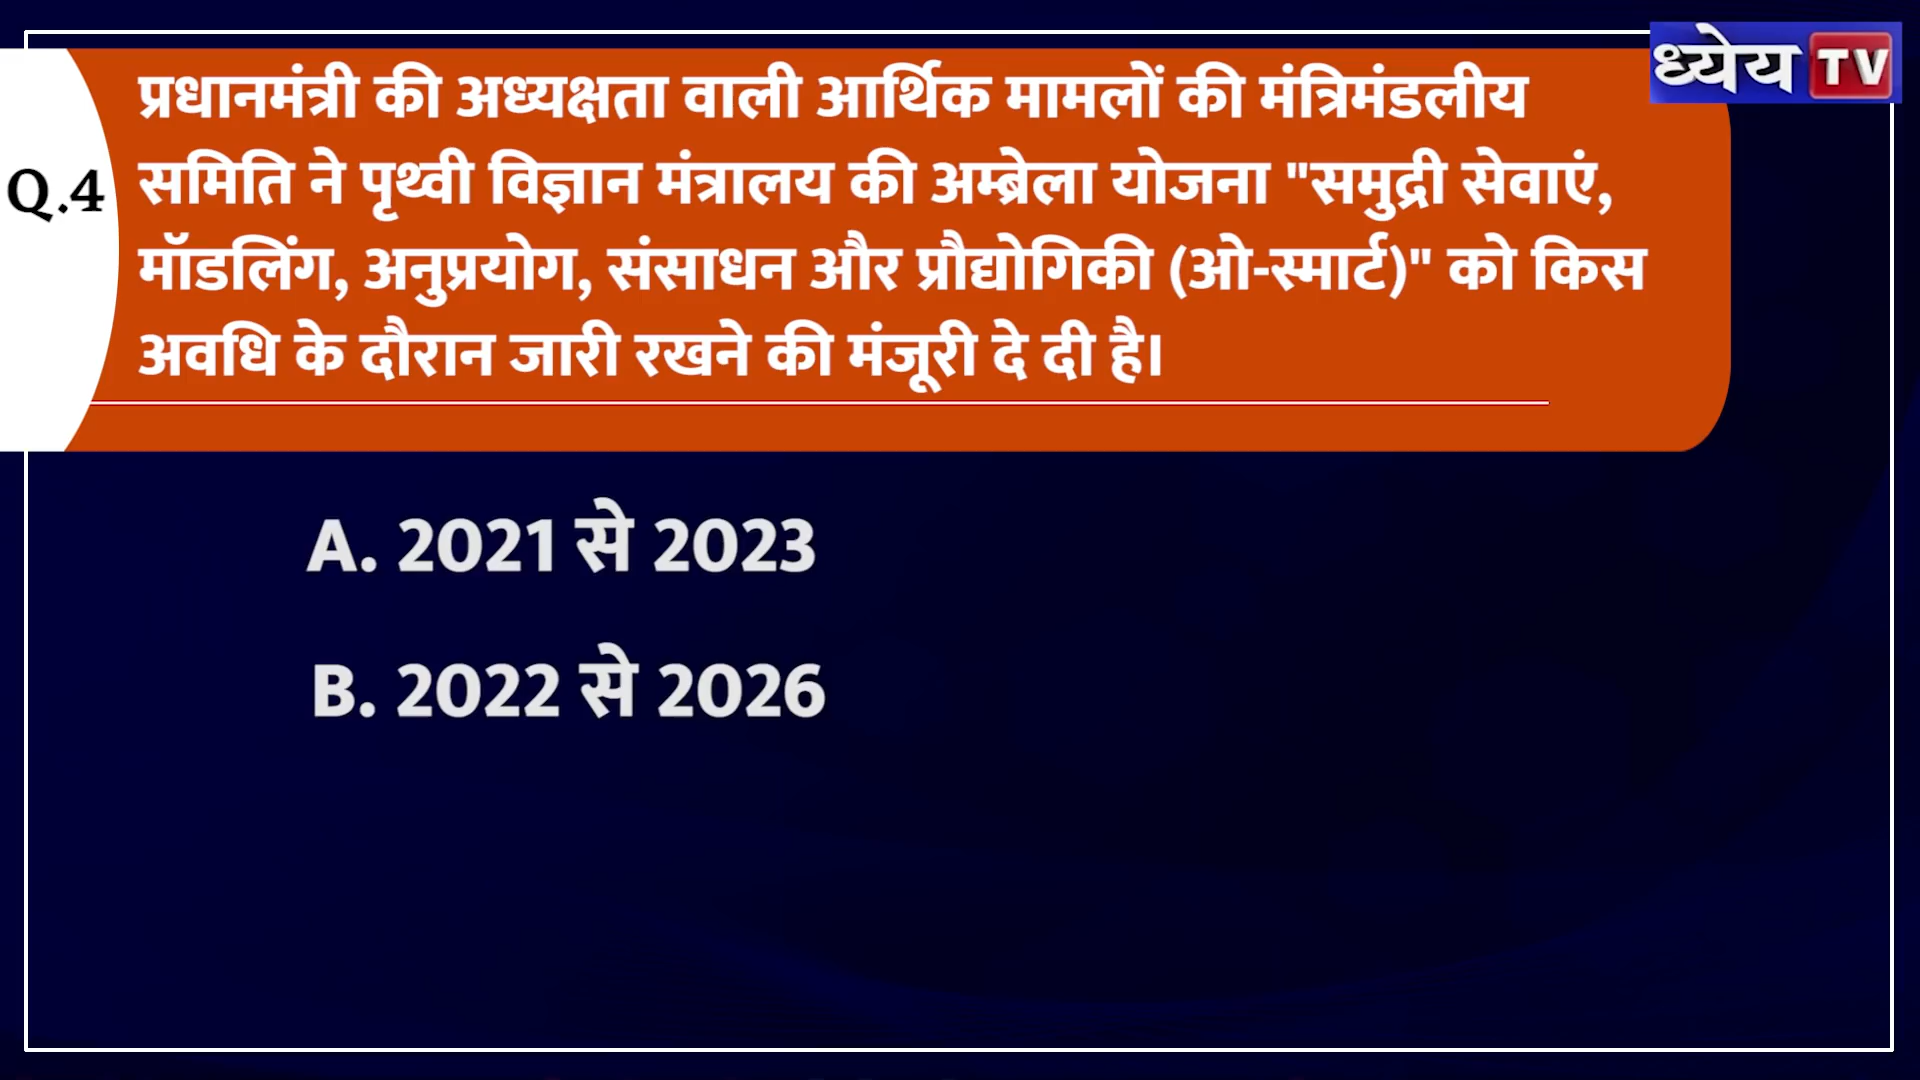 ध्येय TV
Q.4
प्रधानमंत्री की अध्यक्षता वाली आर्थिक मामलों की मंत्रिमंडलीय
समिति ने पृथ्वी विज्ञान मंत्रालय की अम्ब्रेला योजना "समुद्री सेवाएं,
मॉडलिंग, अनुप्रयोग, संसाधन और प्रौद्योगिकी (ओ-स्मार्ट)" को किस
अवधि के दौरान जारी रखने की मंजूरी दे दी है।
A. 2021 से 2023
B. 2022 से 2026